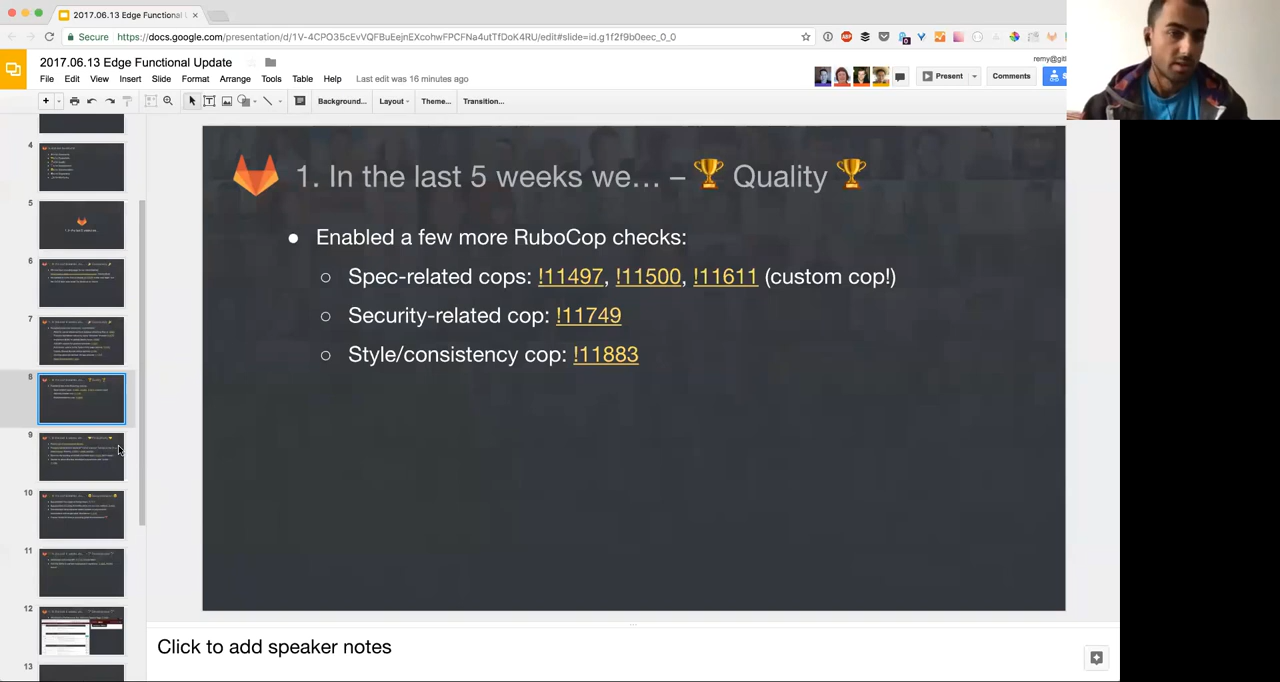 2017.06.13 Edge Functional U
Secure
https://docs.google.com/presentation/d/1V-4CPO35cEvVQFBuEejnEXcohwFPCFNa4utTfDoK4RU/edit#slide=id.g1f2f9b0eec_0_0
2017.06.13 Edge Functional Update
remy@gitl
File Edit View Insert Slide Format Arrange Tools Table Help Last edit was 16 minutes ago
Present Comments S
Background... Layout Theme... Transition...
4
5
6
7
8
9
10
11
12
13
1. In the last 5 weeks we... – 🏆 Quality 🏆
● Enabled a few more RuboCop checks:
○ Spec-related cops: !11497, !11500, !11611 (custom cop!)
○ Security-related cop: !11749
○ Style/consistency cop: !11883
Click to add speaker notes